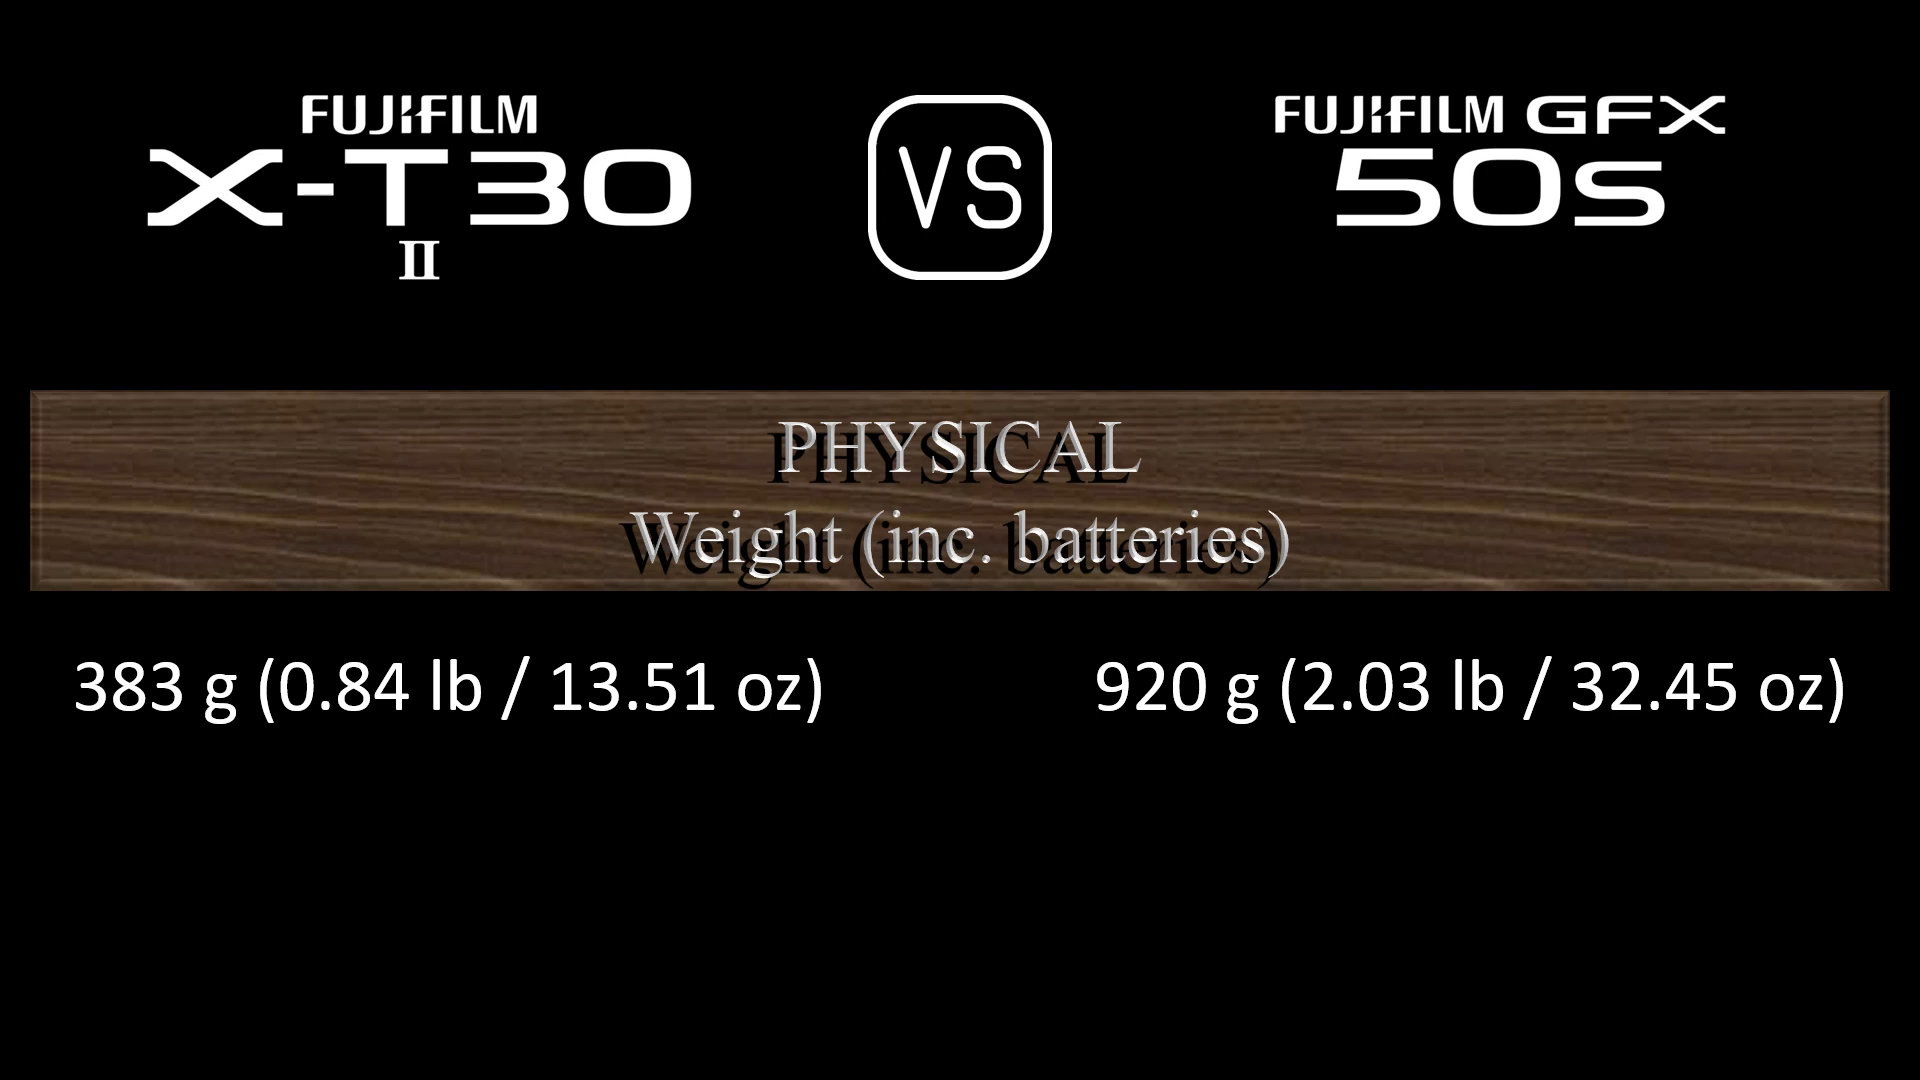 FUJIFILM
X-T30
II
VS
FUJIFILM GFX
50s
PHYSICAL
Weight (inc. batteries)
383 g (0.84 lb / 13.51 oz)
920 g (2.03 lb / 32.45 oz)